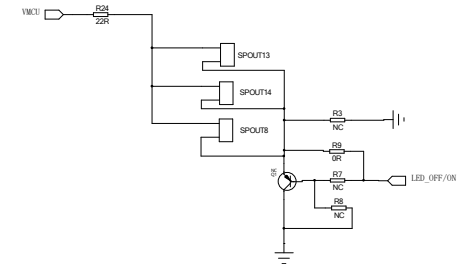 VMCU
R24
22R
SPOUT13
SPOUT14
SPOUT8
R3
NC
R9
0R
R7
NC
LED_OFF/ON
R8
NC